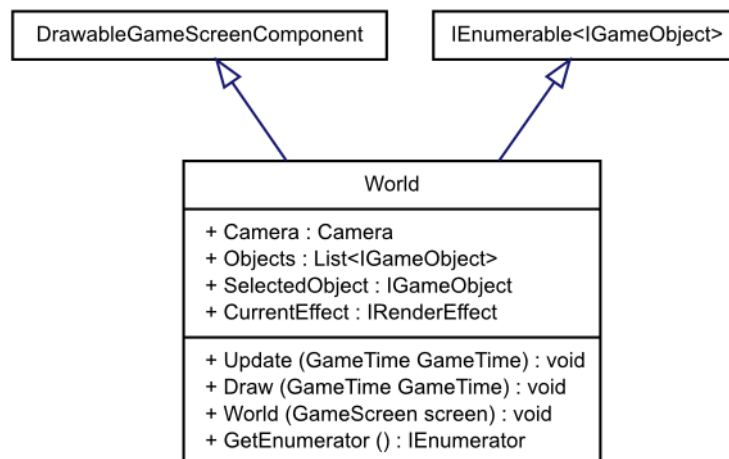 DrawableGameScreenComponent
IEnumerable<IGameObject>
World
+ Camera : Camera
+ Objects : List<IGameObject>
+ SelectedObject : IGameObject
+ CurrentEffect : IRenderEffect
+ Update (GameTime GameTime) : void
+ Draw (GameTime GameTime) : void
+ World (GameScreen screen) : void
+ GetEnumerator () : IEnumerator